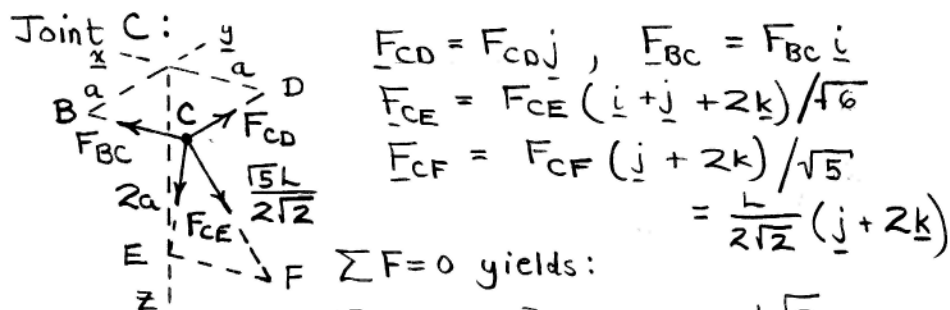 Joint C:
F_CD = F_CD j , F_BC = F_BC i
F_CE = F_CE (i + j + 2k)/√6
F_CF = F_CF (j + 2k)/√5
= L/2√2 (j + 2k)
x
y
a
a
B
C
D
F_BC
F_CD
2a
F_CE
√5L/2√2
E
F
z
ΣF=0 yields: